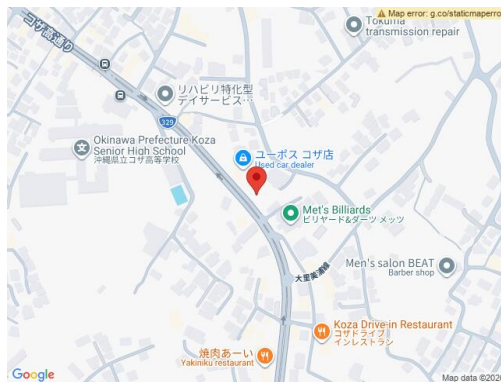 Map error: g.co/staticmaperro
Tokuma
transmission repair
コザ高通り
リハビリ特化型
デイサービス…
329
Okinawa Prefecture Koza
Senior High School
沖縄県立コザ高等学校
ユーポス コザ店
Used car dealer
Met's Billiards
ビリヤード&ダーツ メッツ
大里美浦線
Men's salon BEAT
Barber shop
Koza Drive-in Restaurant
コザドライブ
インレストラン
焼肉あーい
Yakiniku restaurant
Google
Map data ©2020